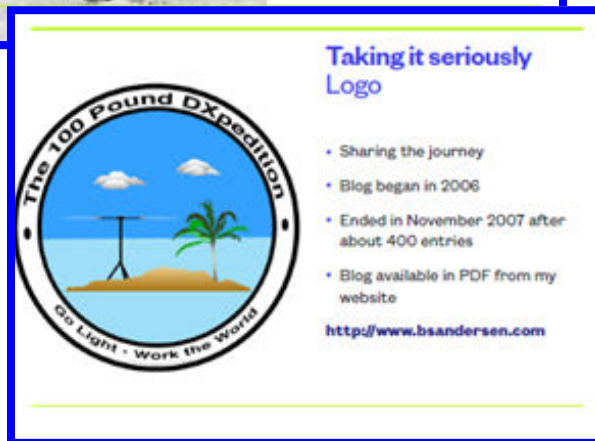 Taking it seriously
Logo
The 100 Pound DXpedition
Go Light - Work the World
• Sharing the journey
• Blog began in 2006
• Ended in November 2007 after
about 400 entries
• Blog available in PDF from my
website
http://www.bsandersen.com